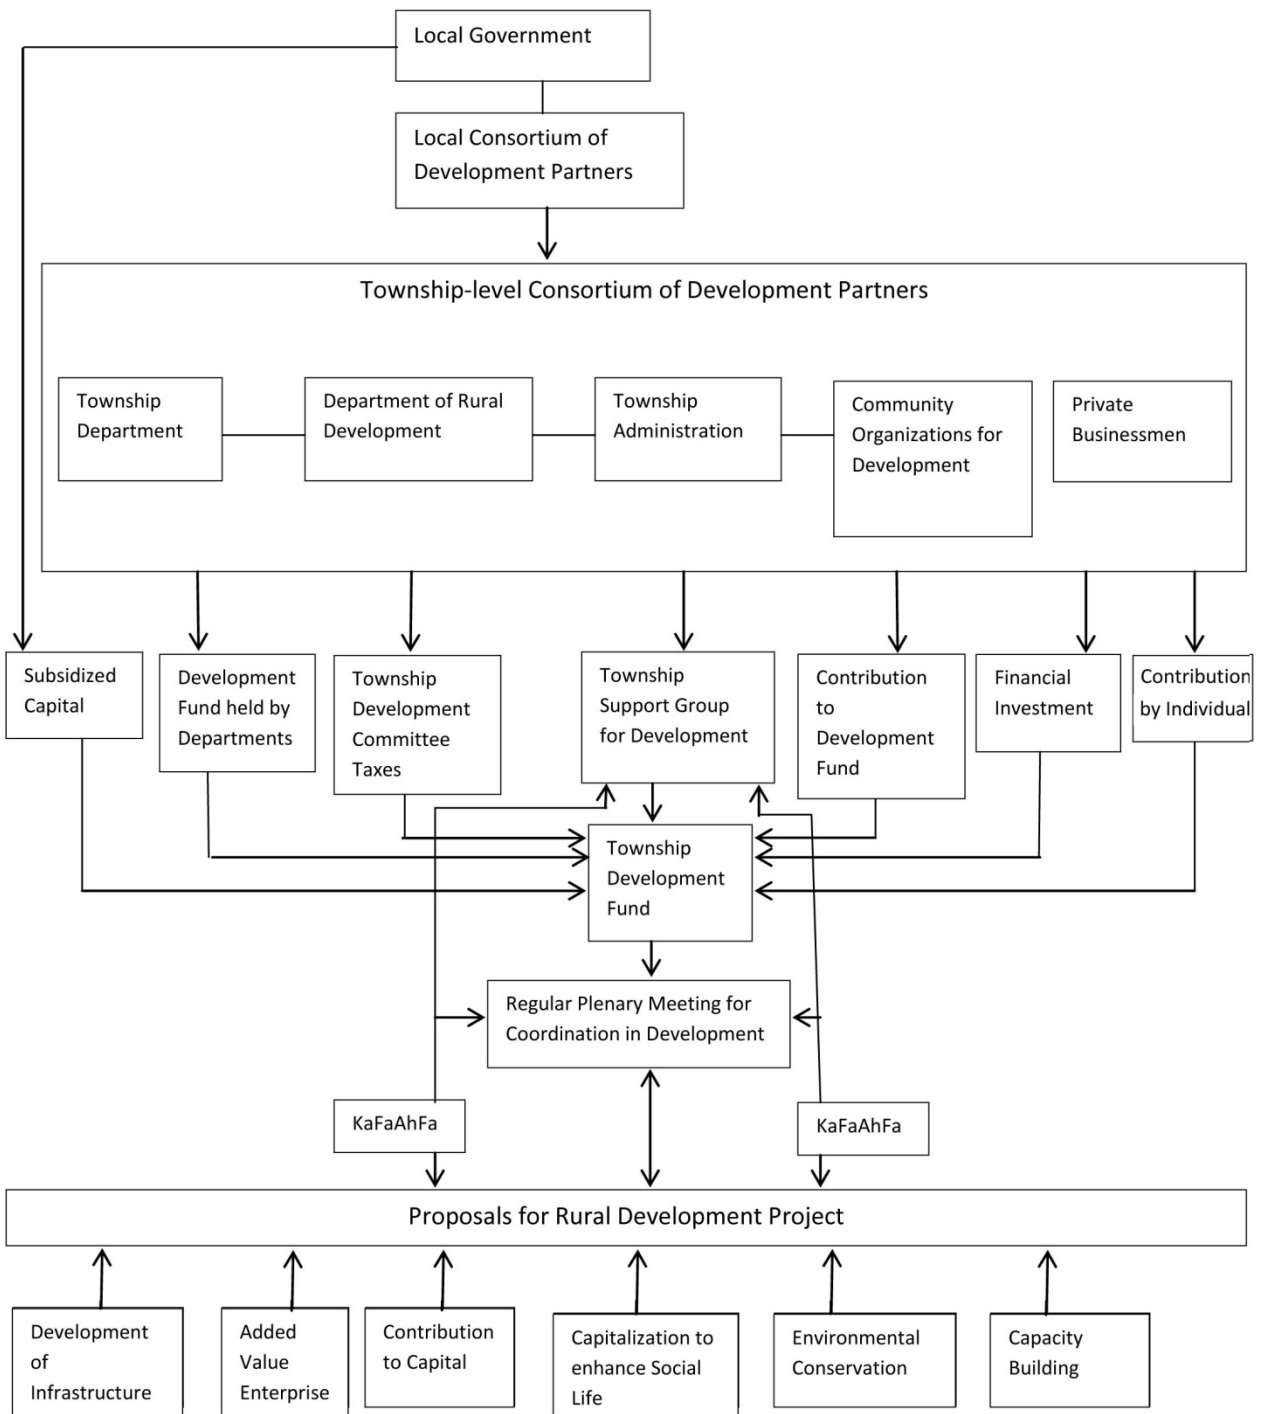 Local Government
Local Consortium of
Development Partners
Township-level Consortium of Development Partners
Township
Department
Department of Rural
Development
Township
Administration
Community
Organizations for
Development
Private
Businessmen
Subsidized
Capital
Development
Fund held by
Departments
Township
Development
Committee
Taxes
Township
Support Group
for Development
Contribution
to
Development
Fund
Financial
Investment
Contribution
by Individual
Township
Development
Fund
Regular Plenary Meeting for
Coordination in Development
KaFaAhFa
KaFaAhFa
Proposals for Rural Development Project
Development
of
Infrastructure
Added
Value
Enterprise
Contribution
to Capital
Capitalization to
enhance Social
Life
Environmental
Conservation
Capacity
Building